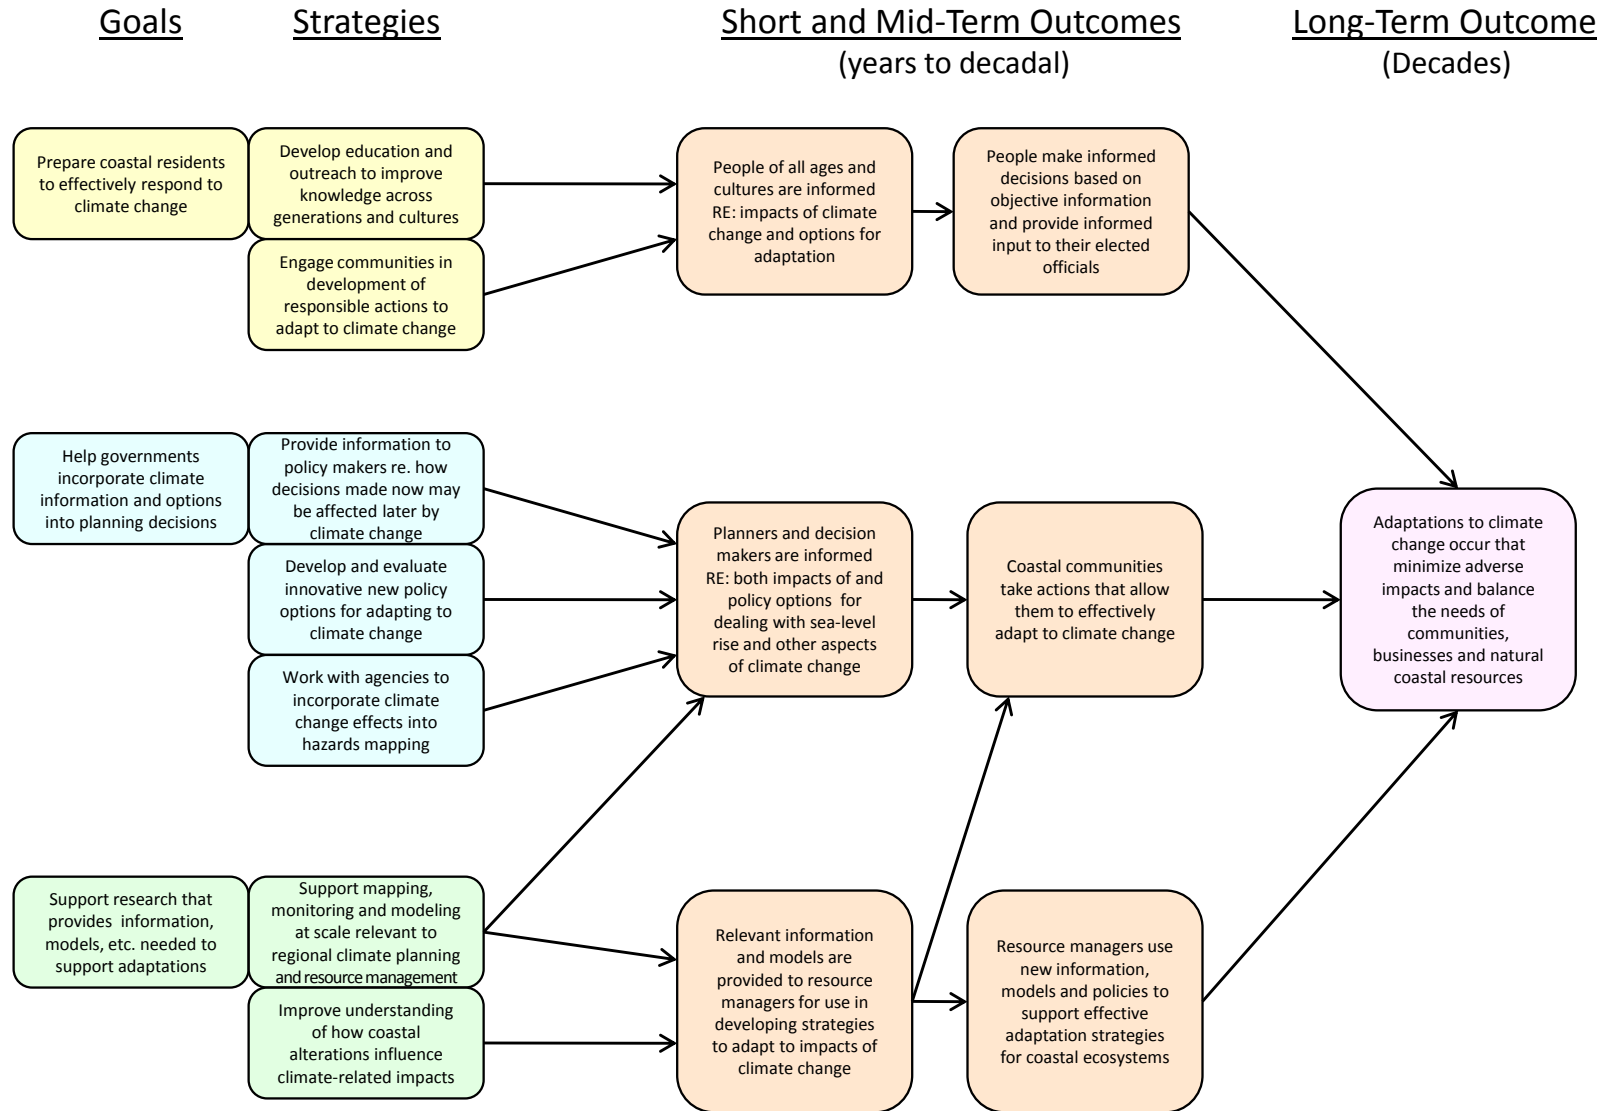 Goals
Strategies
Short and Mid-Term Outcomes
(years to decadal)
Long-Term Outcome
(Decades)
Prepare coastal residents
to effectively respond to
climate change
Develop education and
outreach to improve
knowledge across
generations and cultures
Engage communities in
development of
responsible actions to
adapt to climate change
People of all ages and
cultures are informed
RE: impacts of climate
change and options for
adaptation
People make informed
decisions based on
objective information
and provide informed
input to their elected
officials
Help governments
incorporate climate
information and options
into planning decisions
Provide information to
policy makers re. how
decisions made now may
be affected later by
climate change
Develop and evaluate
innovative new policy
options for adapting to
climate change
Work with agencies to
incorporate climate
change effects into
hazards mapping
Planners and decision
makers are informed
RE: both impacts of and
policy options for
dealing with sea-level
rise and other aspects
of climate change
Coastal communities
take actions that allow
them to effectively
adapt to climate change
Adaptations to climate
change occur that
minimize adverse
impacts and balance
the needs of
communities,
businesses and natural
coastal resources
Support research that
provides information,
models, etc. needed to
support adaptations
Support mapping,
monitoring and modeling
at scale relevant to
regional climate planning
and resource management
Improve understanding
of how coastal
alterations influence
climate-related impacts
Relevant information
and models are
provided to resource
managers for use in
developing strategies
to adapt to impacts of
climate change
Resource managers use
new information,
models and policies to
support effective
adaptation strategies
for coastal ecosystems